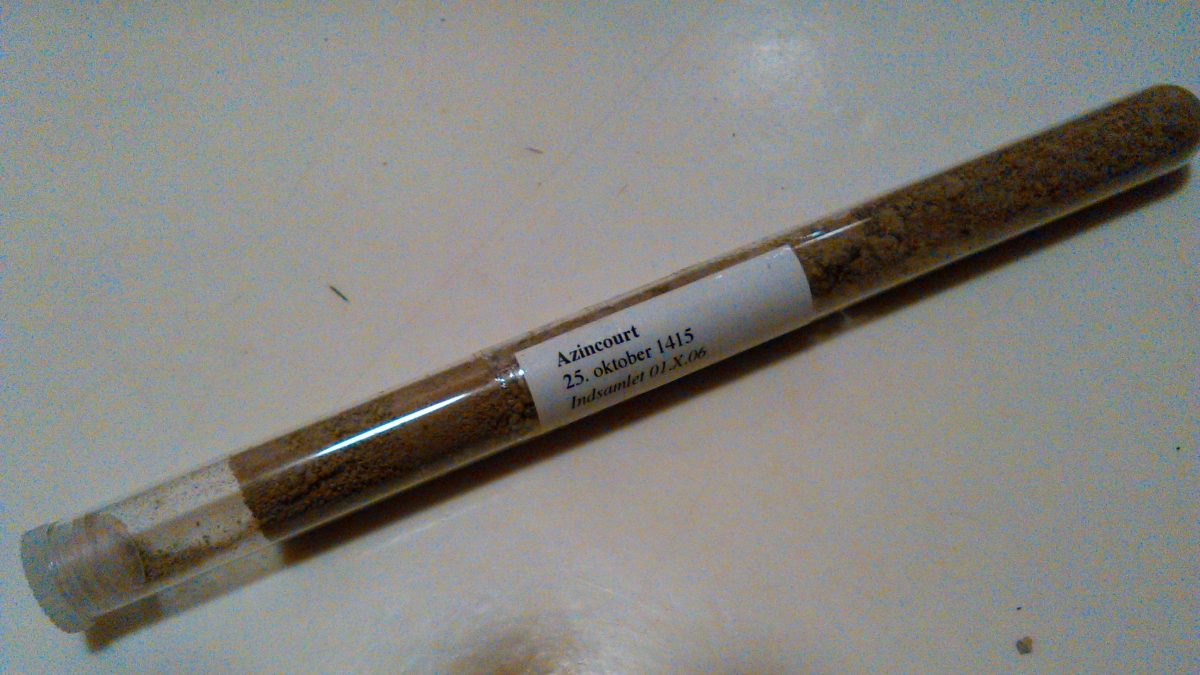 Azincourt
25. oktober 1415
Indsamlet 01.X.06